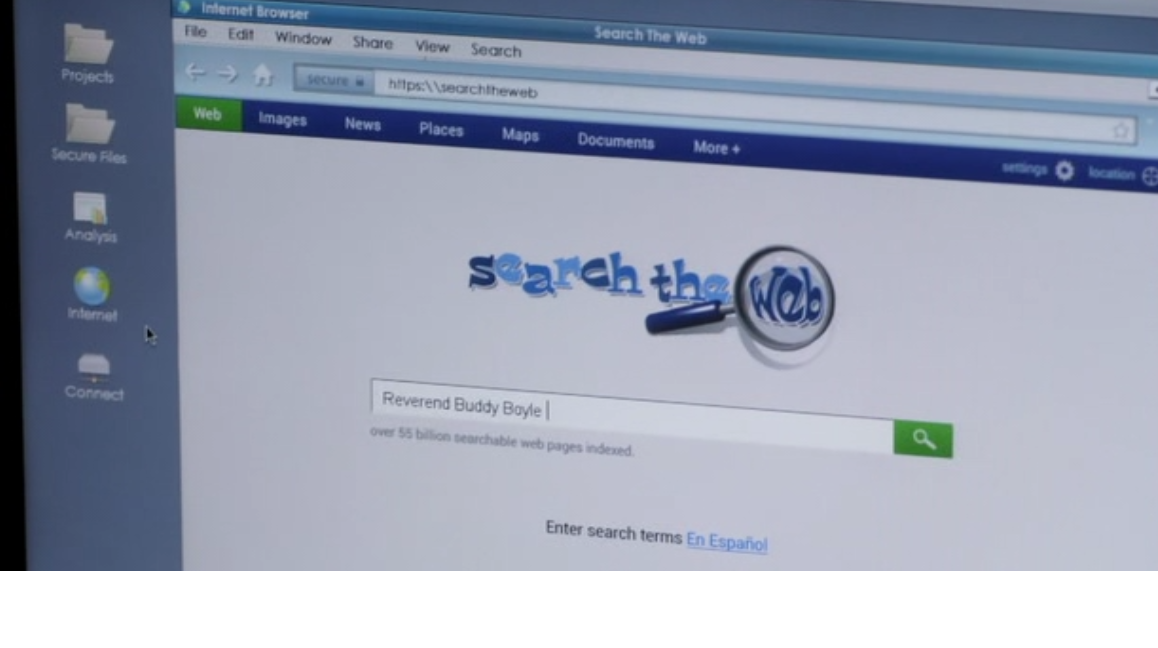 Internet Browser
Search The Web
File Edit Window Share View Search
secure https:\\searchtheweb
Web Images News Places Maps Documents More +
settings location
Projects
Secure Files
Analysis
Internet
Connect
search the web
Reverend Buddy Boyle
over 55 billion searchable web pages indexed.
Enter search terms En Español